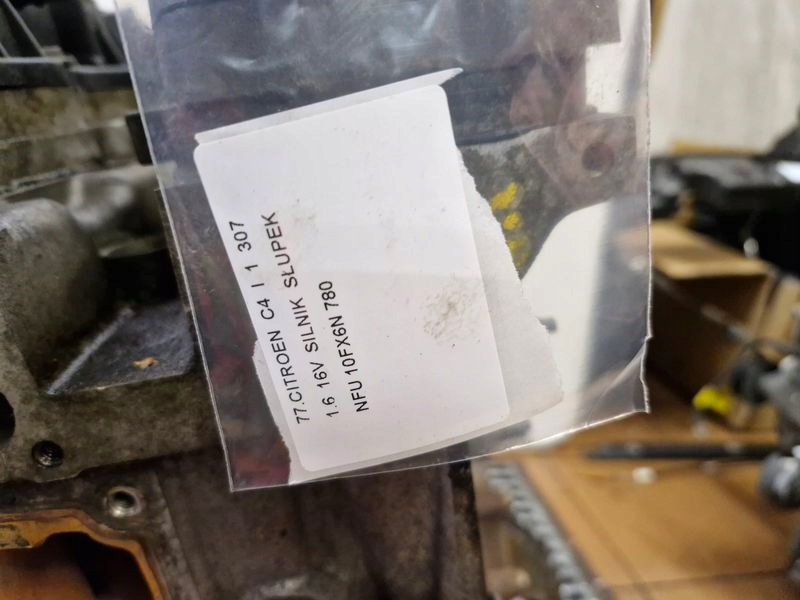 77.CITROEN C4 I 1 307
1.6 16V SILNIK SŁUPEK
NFU 10FX6N 780